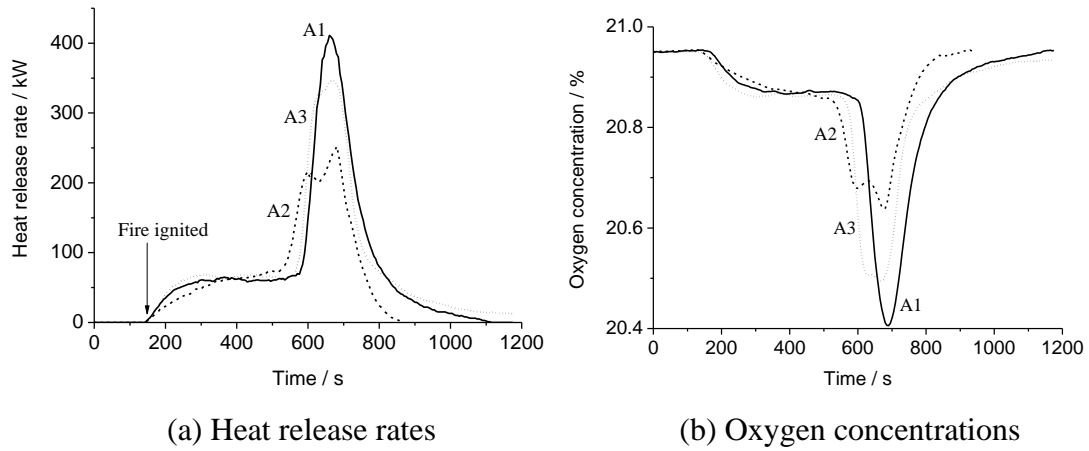 A1
A3
A2
Fire ignited
400
300
200
100
0
0 200 400 600 800 1000 1200
Heat release rate / kW
Time / s
(a) Heat release rates
21.0
20.8
20.6
20.4
0 200 400 600 800 1000 1200
A2
A3
A1
Oxygen concentration / %
Time / s
(b) Oxygen concentrations